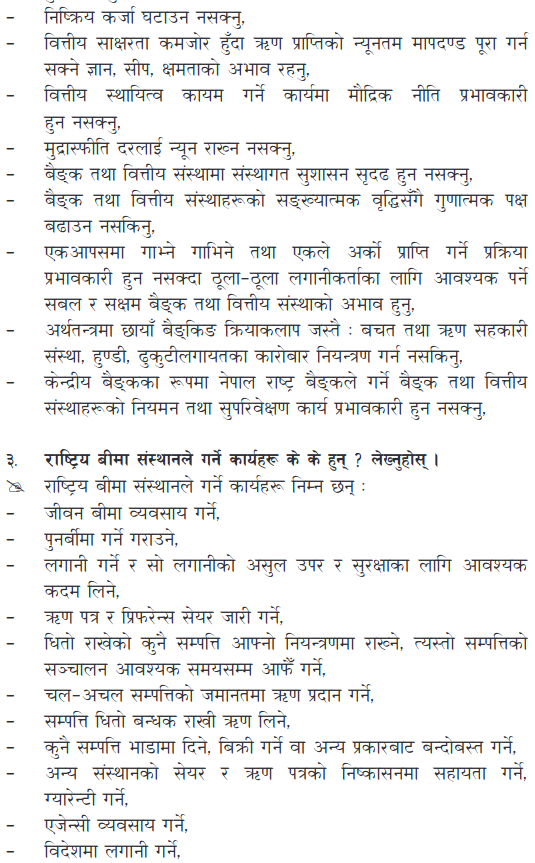 - निष्क्रिय कर्जा घटाउन नसक्नु,
- वित्तीय साक्षरता कमजोर हुँदा ऋण प्राप्तिको न्यूनतम मापदण्ड पूरा गर्न
सक्ने ज्ञान, सीप, क्षमताको अभाव रहनु,
- वित्तीय स्थायित्व कायम गर्ने कार्यमा मौद्रिक नीति प्रभावकारी
हुन नसक्नु,
- मुद्रास्फीति दरलाई न्यून राख्न नसक्नु,
- बैङ्क तथा वित्तीय संस्थामा संस्थागत सुशासन सृदढ हुन नसक्नु,
- बैङ्क तथा वित्तीय संस्थाहरूको सङ्ख्यात्मक वृद्धिसँगै गुणात्मक पक्ष
बढाउन नसकिनु,
- एकआपसमा गाभ्ने गाभिने तथा एकले अर्को प्राप्ति गर्ने प्रक्रिया
प्रभावकारी हुन नसक्दा ठूला-ठूला लगानीकर्ताका लागि आवश्यक पर्ने
सबल र सक्षम बैङ्क तथा वित्तीय संस्थाको अभाव हुनु,
- अर्थतन्त्रमा छायाँ बैङ्किङ क्रियाकलाप जस्तै : बचत तथा ऋण सहकारी
संस्था, हुण्डी, ढुकुटीलगायतका कारोबार नियन्त्रण गर्न नसकिनु,
- केन्द्रीय बैङ्कका रूपमा नेपाल राष्ट्र बैङ्कले गर्ने बैङ्क तथा वित्तीय
संस्थाहरूको नियमन तथा सुपरिवेक्षण कार्य प्रभावकारी हुन नसक्नु,
३. राष्ट्रिय बीमा संस्थानले गर्ने कार्यहरू के के हुन् ? लेख्नुहोस् ।
राष्ट्रिय बीमा संस्थानले गर्ने कार्यहरू निम्न छन् :
- जीवन बीमा व्यवसाय गर्ने,
- पुनर्बीमा गर्ने गराउने,
- लगानी गर्ने र सो लगानीको असुल उपर र सुरक्षाका लागि आवश्यक
कदम लिने,
- ऋण पत्र र प्रिफरेन्स सेयर जारी गर्ने,
- धितो राखेको कुनै सम्पत्ति आफ्नो नियन्त्रणमा राख्ने, त्यस्तो सम्पत्तिको
सञ्चालन आवश्यक समयसम्म आफैँ गर्ने,
- चल-अचल सम्पत्तिको जमानतमा ऋण प्रदान गर्ने,
- सम्पत्ति धितो बन्धक राखी ऋण लिने,
- कुनै सम्पत्ति भाडामा दिने, बिक्री गर्ने वा अन्य प्रकारबाट बन्दोबस्त गर्ने,
- अन्य संस्थानको सेयर र ऋण पत्रको निष्कासनमा सहायता गर्ने,
ग्यारेन्टी गर्ने,
- एजेन्सी व्यवसाय गर्ने,
- विदेशमा लगानी गर्ने,